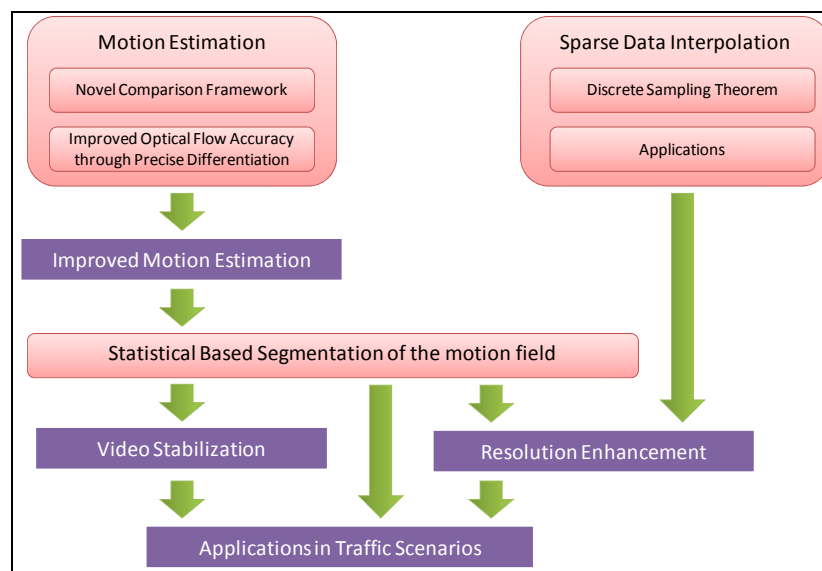 Motion Estimation
Novel Comparison Framework
Improved Optical Flow Accuracy
through Precise Differentiation
Sparse Data Interpolation
Discrete Sampling Theorem
Applications
Improved Motion Estimation
Statistical Based Segmentation of the motion field
Video Stabilization
Resolution Enhancement
Applications in Traffic Scenarios